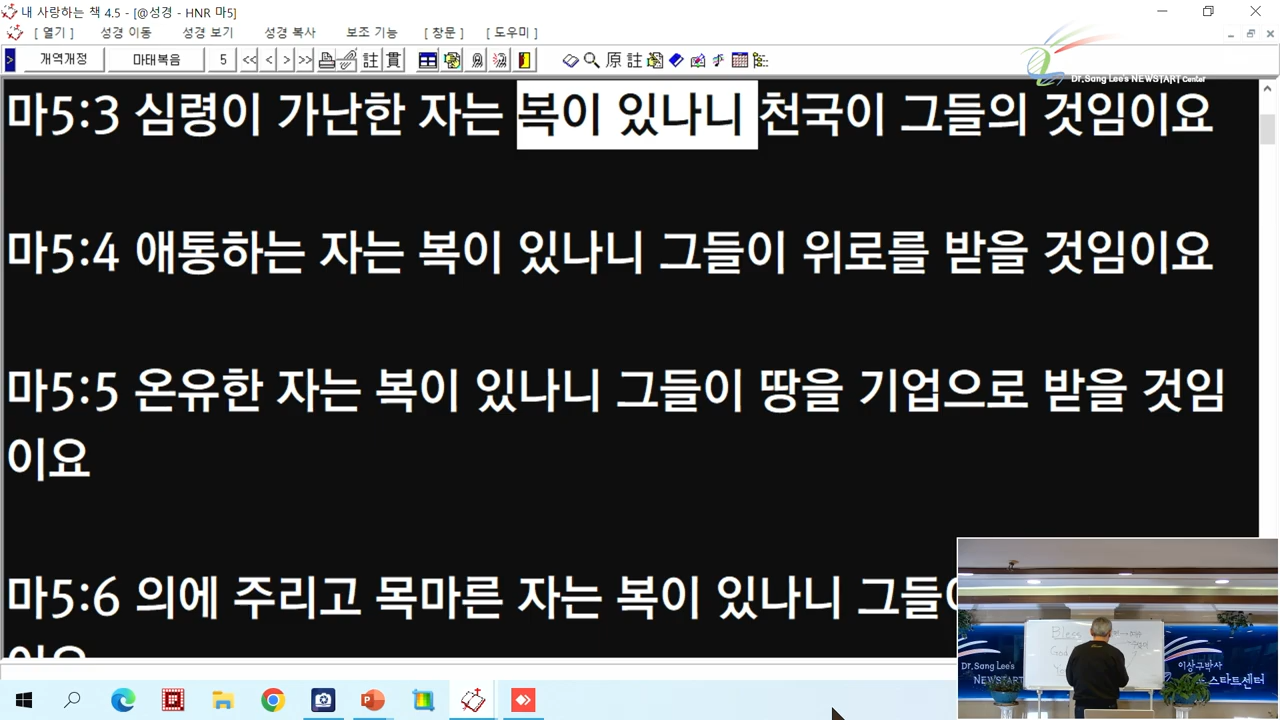 내 사랑하는 책 4.5 - [@성경 - HNR 마5]
[ 열기 ] 성경 이동 성경 보기 성경 복사 보조 기능 [ 창문 ] [ 도우미 ]
개역개정 마태복음 5 << < > >> 註 貫 原 註
Dr.Sang Lee's NEWSTART Center
마5:3 심령이 가난한 자는 복이 있나니 천국이 그들의 것임이요
마5:4 애통하는 자는 복이 있나니 그들이 위로를 받을 것임이요
마5:5 온유한 자는 복이 있나니 그들이 땅을 기업으로 받을 것임
이요
마5:6 의에 주리고 목마른 자는 복이 있나니 그들이
Bless
God
Dr.Sang Lee's
NEWSTART
이상구박사
스타트센터